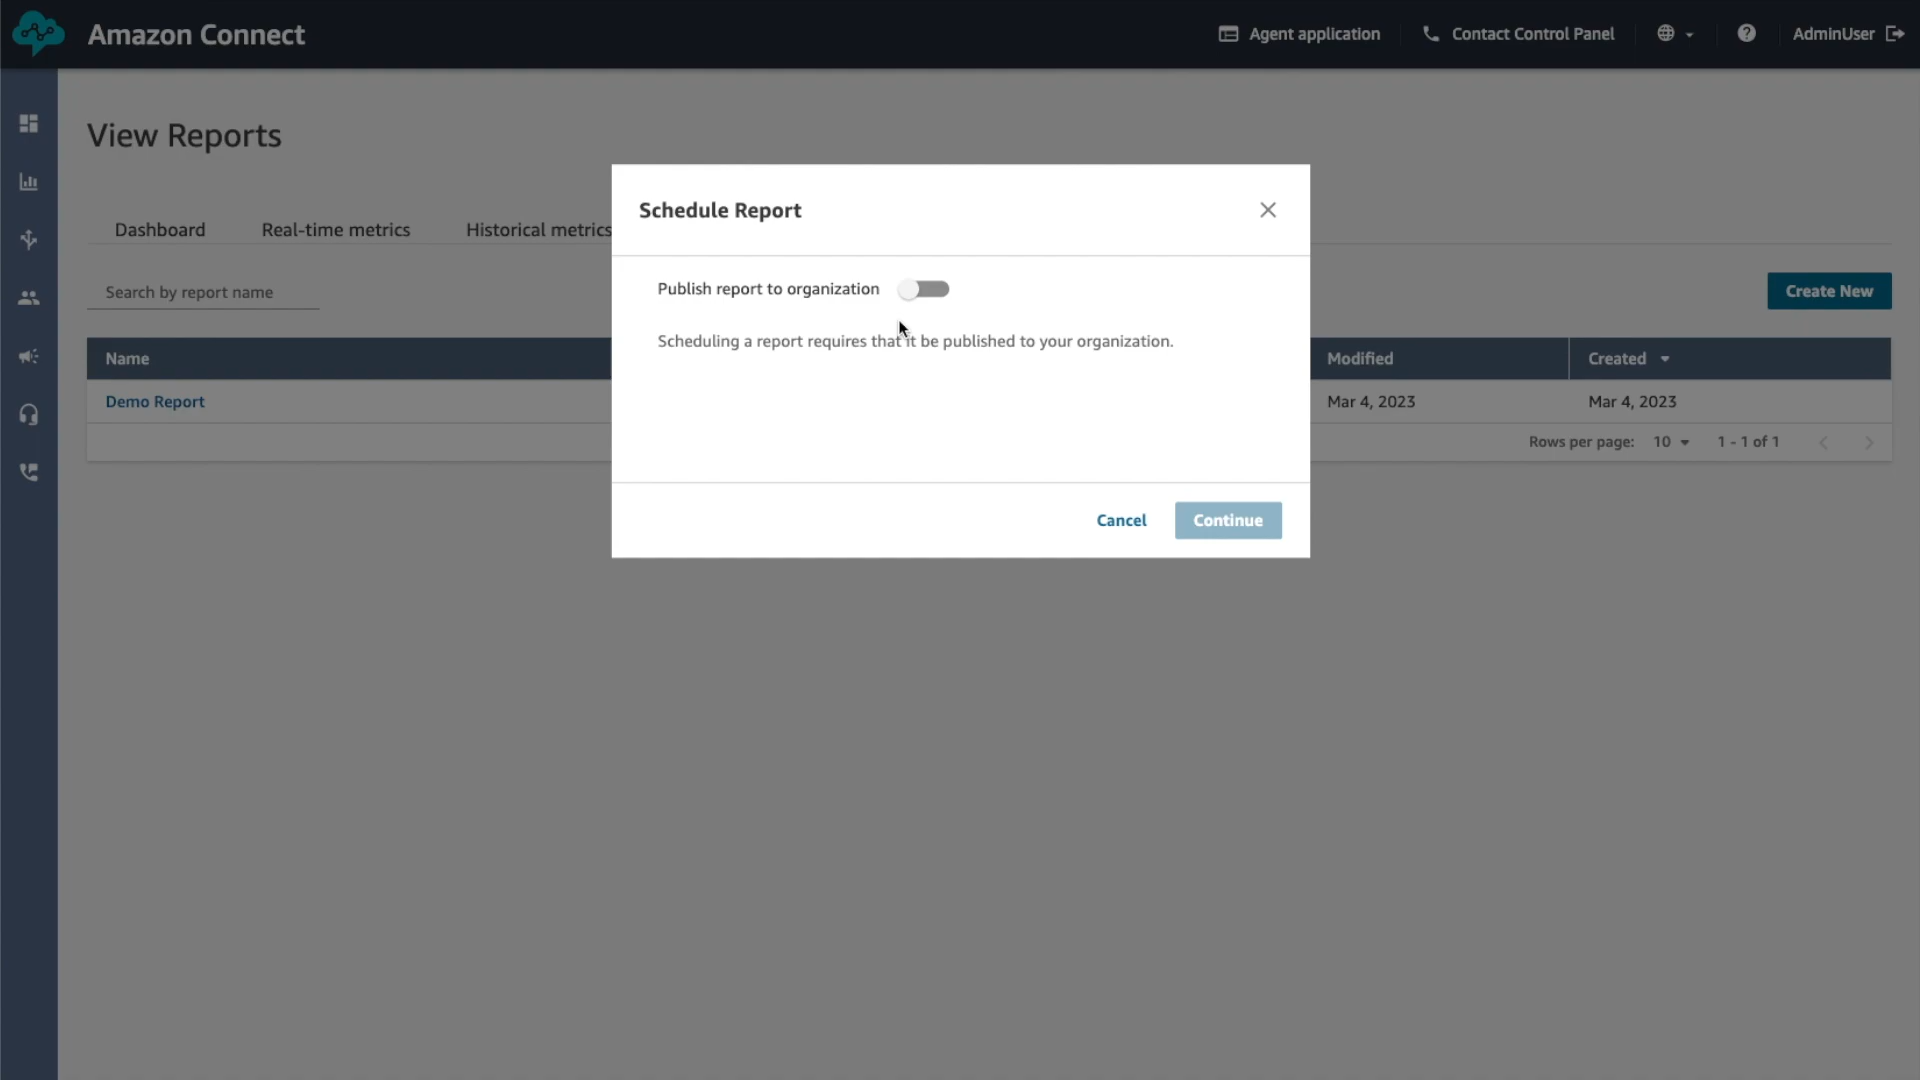 Amazon Connect
Agent application
Contact Control Panel
AdminUser
View Reports
Dashboard
Real-time metrics
Historical metrics
Search by report name
Create New
Name
Modified
Created
Demo Report
Mar 4, 2023
Mar 4, 2023
Rows per page:
10
1 - 1 of 1
Schedule Report
Publish report to organization
Scheduling a report requires that it be published to your organization.
Cancel
Continue